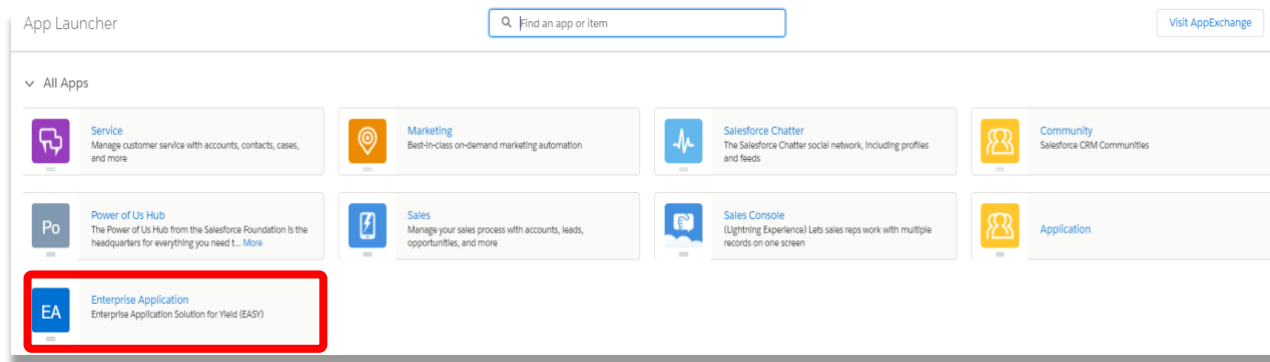 App Launcher
Find an app or item
Visit AppExchange
All Apps
Service
Manage customer service with accounts, contacts, cases,
and more
Marketing
Best-in-class on-demand marketing automation
Salesforce Chatter
The Salesforce Chatter social network, including profiles
and feeds
Community
Salesforce CRM Communities
Po
Power of Us Hub
The Power of Us Hub from the Salesforce Foundation is the
headquarters for everything you need t... More
Sales
Manage your sales process with accounts, leads,
opportunities, and more
Sales Console
(Lightning Experience) Lets sales reps work with multiple
records on one screen
Application
EA
Enterprise Application
Enterprise Application Solution for Yield (EASY)